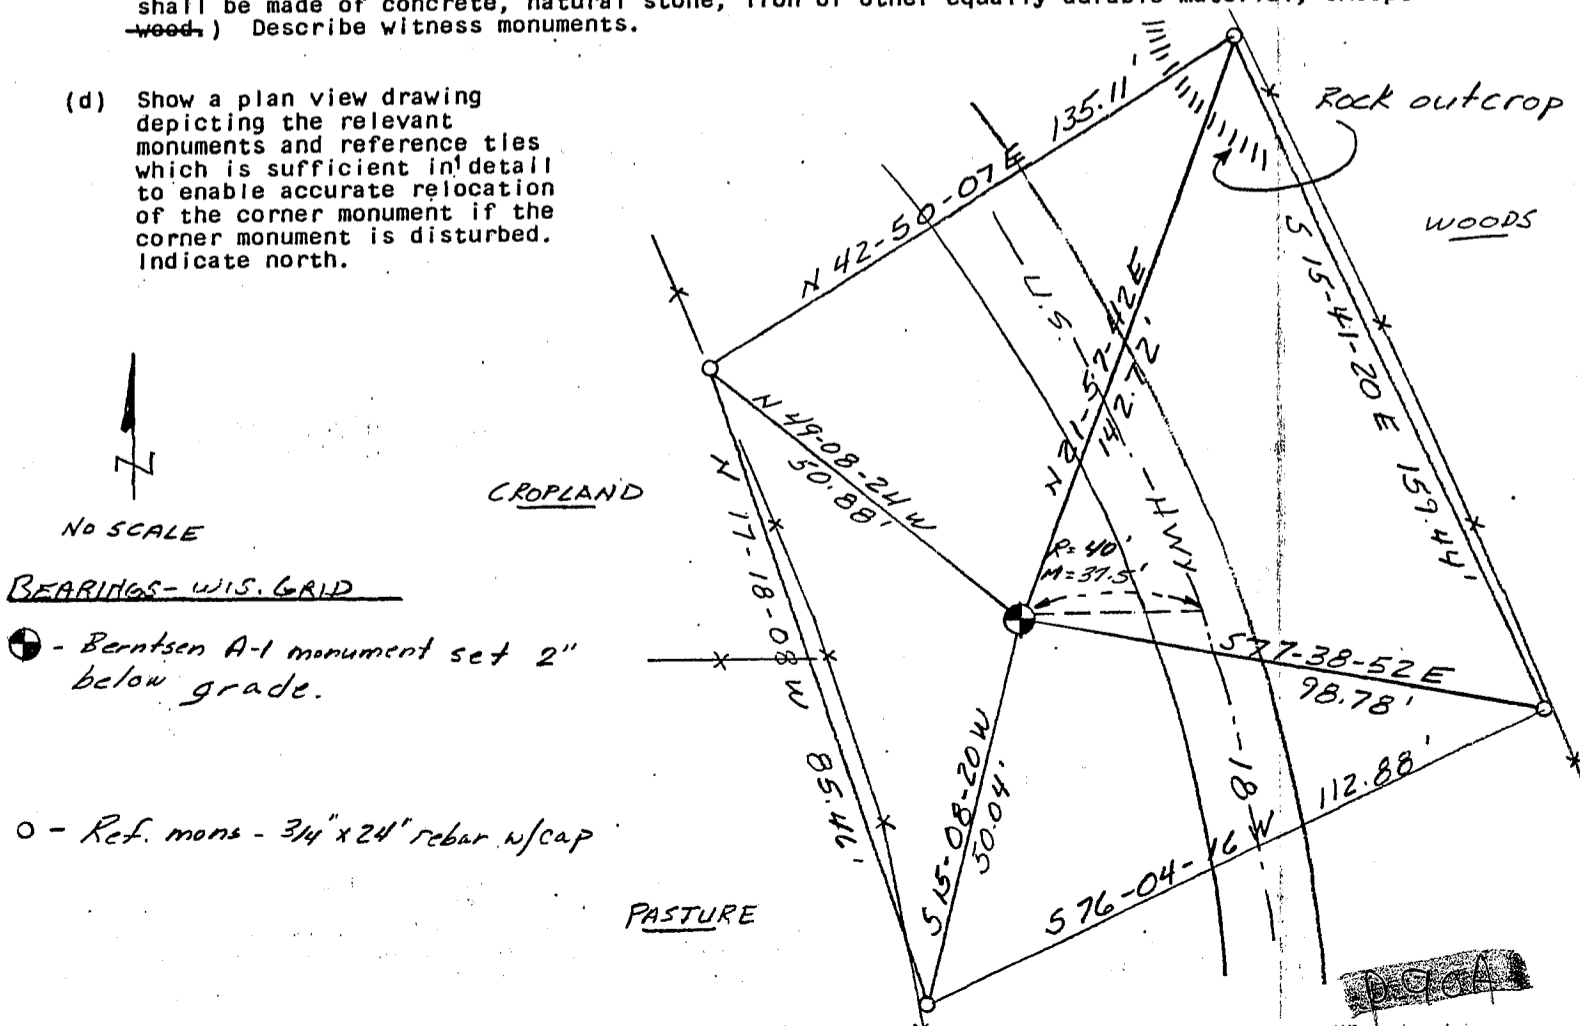 shall be made of concrete, natural stone, iron or other equally durable material, except
wood.) Describe witness monuments.
(d) Show a plan view drawing
depicting the relevant
monuments and reference ties
which is sufficient in detail
to enable accurate relocation
of the corner monument if the
corner monument is disturbed.
Indicate north.
N
NO SCALE
BEARINGS - WIS. GRID
- Berntsen A-1 monument set 2"
below grade.
o - Ref. mons - 3/4" x 24" rebar w/cap
CROPLAND
PASTURE
WOODS
Rock outcrop
N 42-50-07 E 135.11'
N 49-08-24 W
50.88'
N 21-57-42 E
142.72'
S 15-41-20 E 159.44'
N 17-18-08 W 85.46'
R= 40'
M= 37.5'
S 77-38-52 E
98.78'
S 15-08-20 W
50.04'
S 76-04-16 W 112.88'
U.S. HWY 18
p.90A